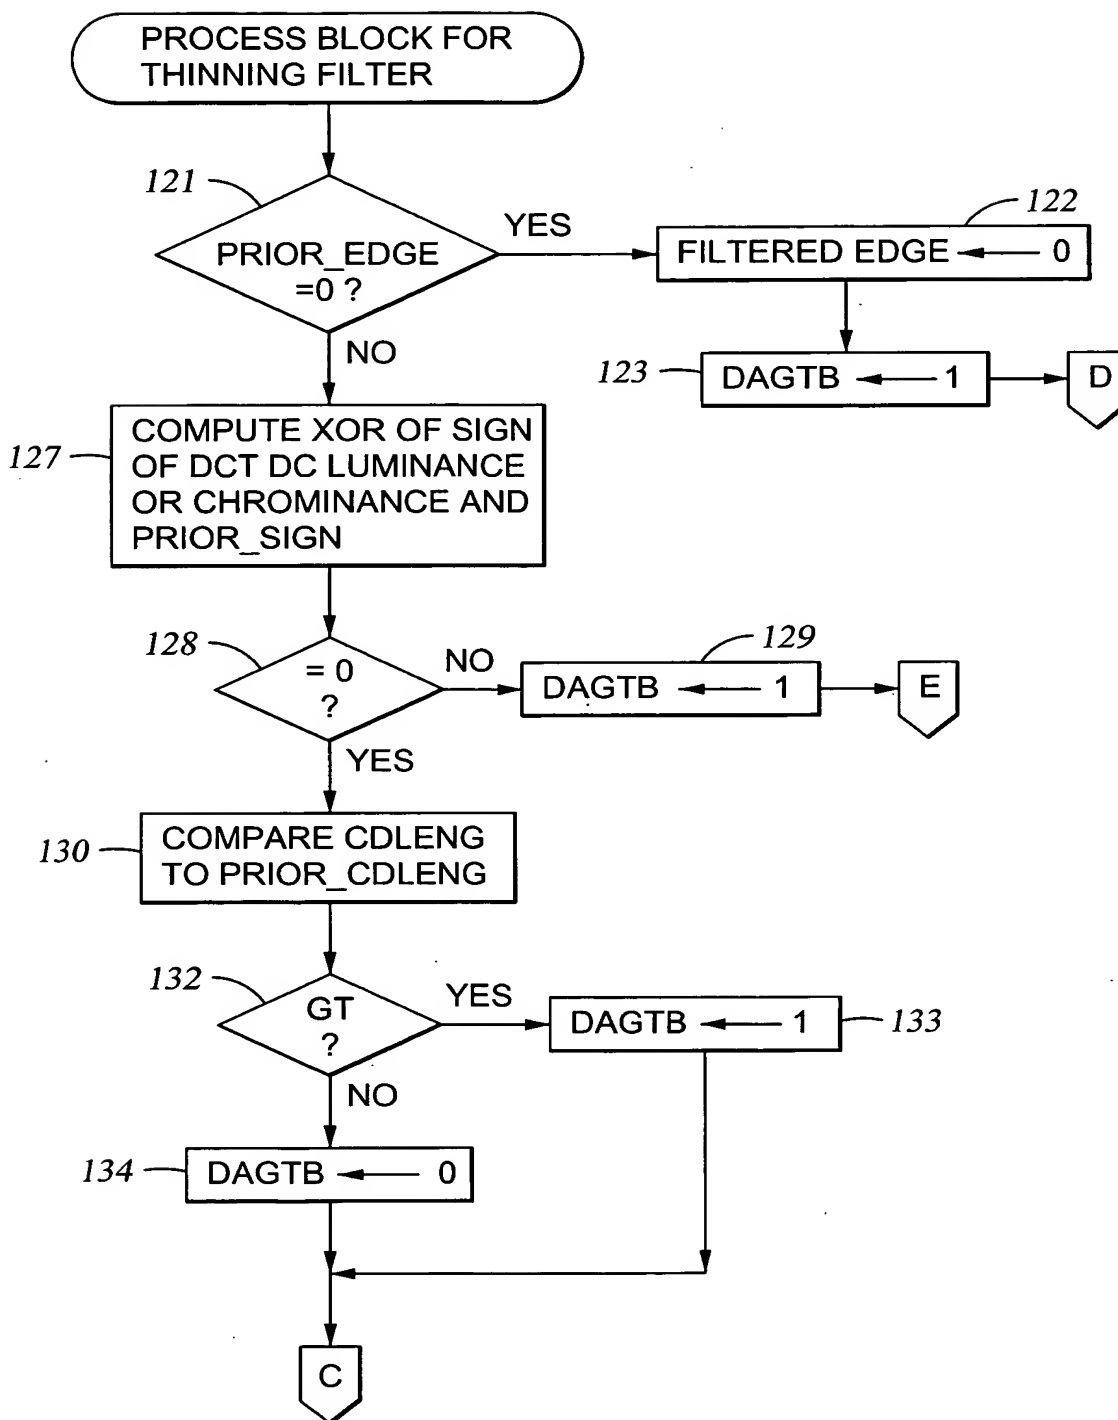 PROCESS BLOCK FOR
THINNING FILTER
121
PRIOR_EDGE
=0 ?
YES
122
FILTERED EDGE 0
NO
123
DAGTB 1
D
127
COMPUTE XOR OF SIGN
OF DCT DC LUMINANCE
OR CHROMINANCE AND
PRIOR_SIGN
128
= 0
?
NO
129
DAGTB 1
E
YES
130
COMPARE CDLENG
TO PRIOR_CDLENG
132
GT
?
YES
DAGTB 1
133
NO
134
DAGTB 0
C